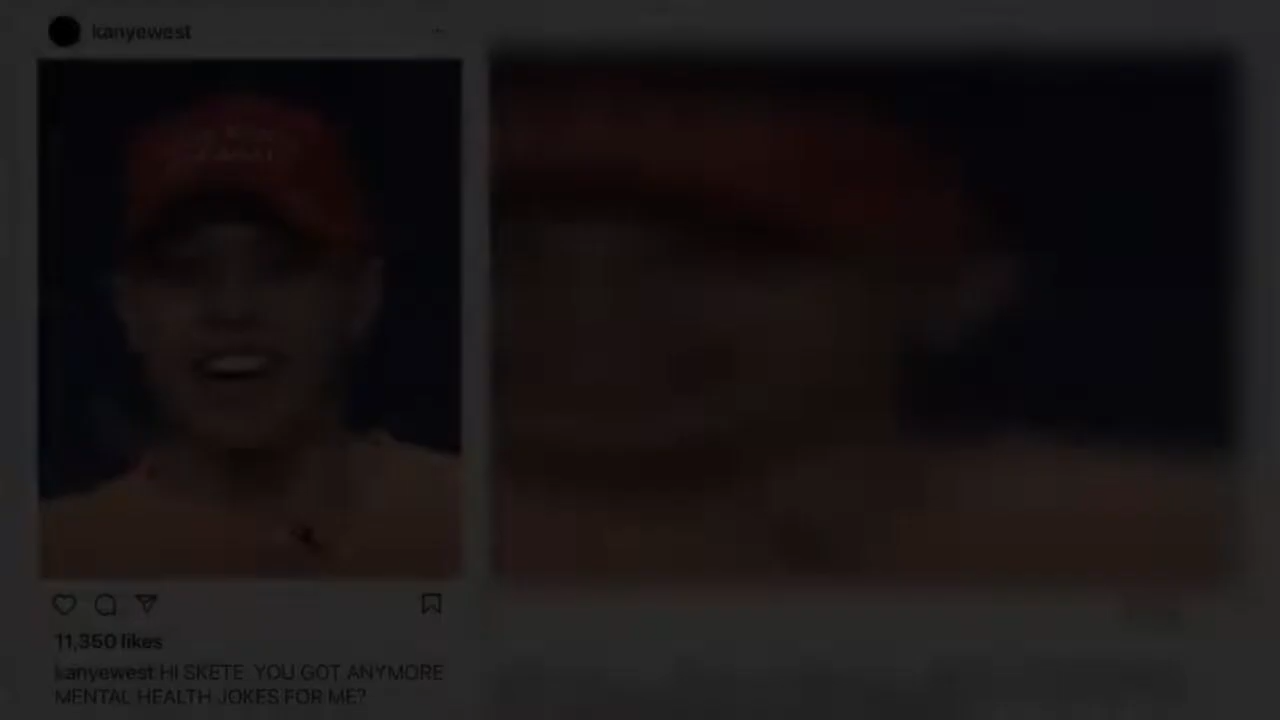 kanyewest
11,350 likes
kanyewest HI SKETE YOU GOT ANYMORE
MENTAL HEALTH JOKES FOR ME?